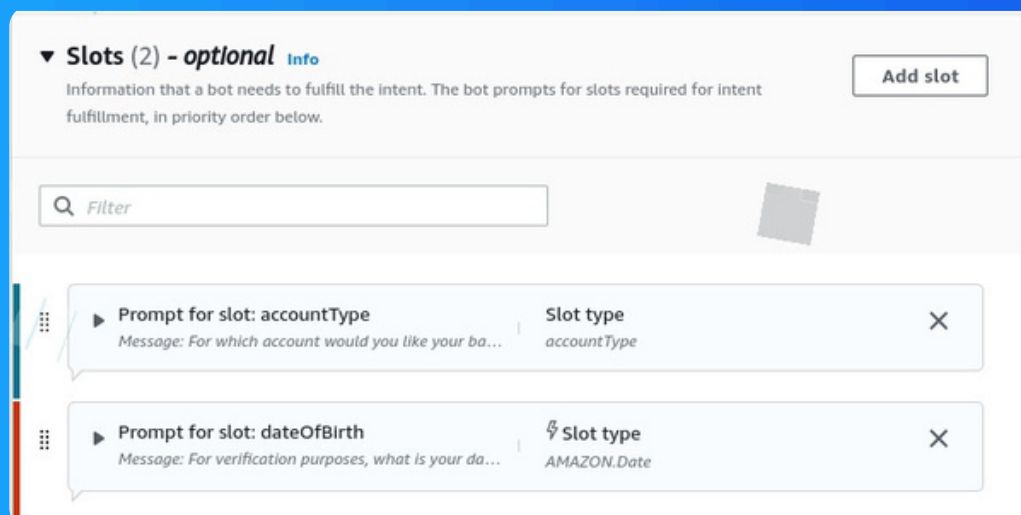 Slots (2) - optional Info
Add slot
Information that a bot needs to fulfill the intent. The bot prompts for slots required for intent
fulfillment, in priority order below.
Filter
Prompt for slot: accountType
Slot type
Message: For which account would you like your ba...
accountType
Prompt for slot: dateOfBirth
Slot type
Message: For verification purposes, what is your da...
AMAZON.Date